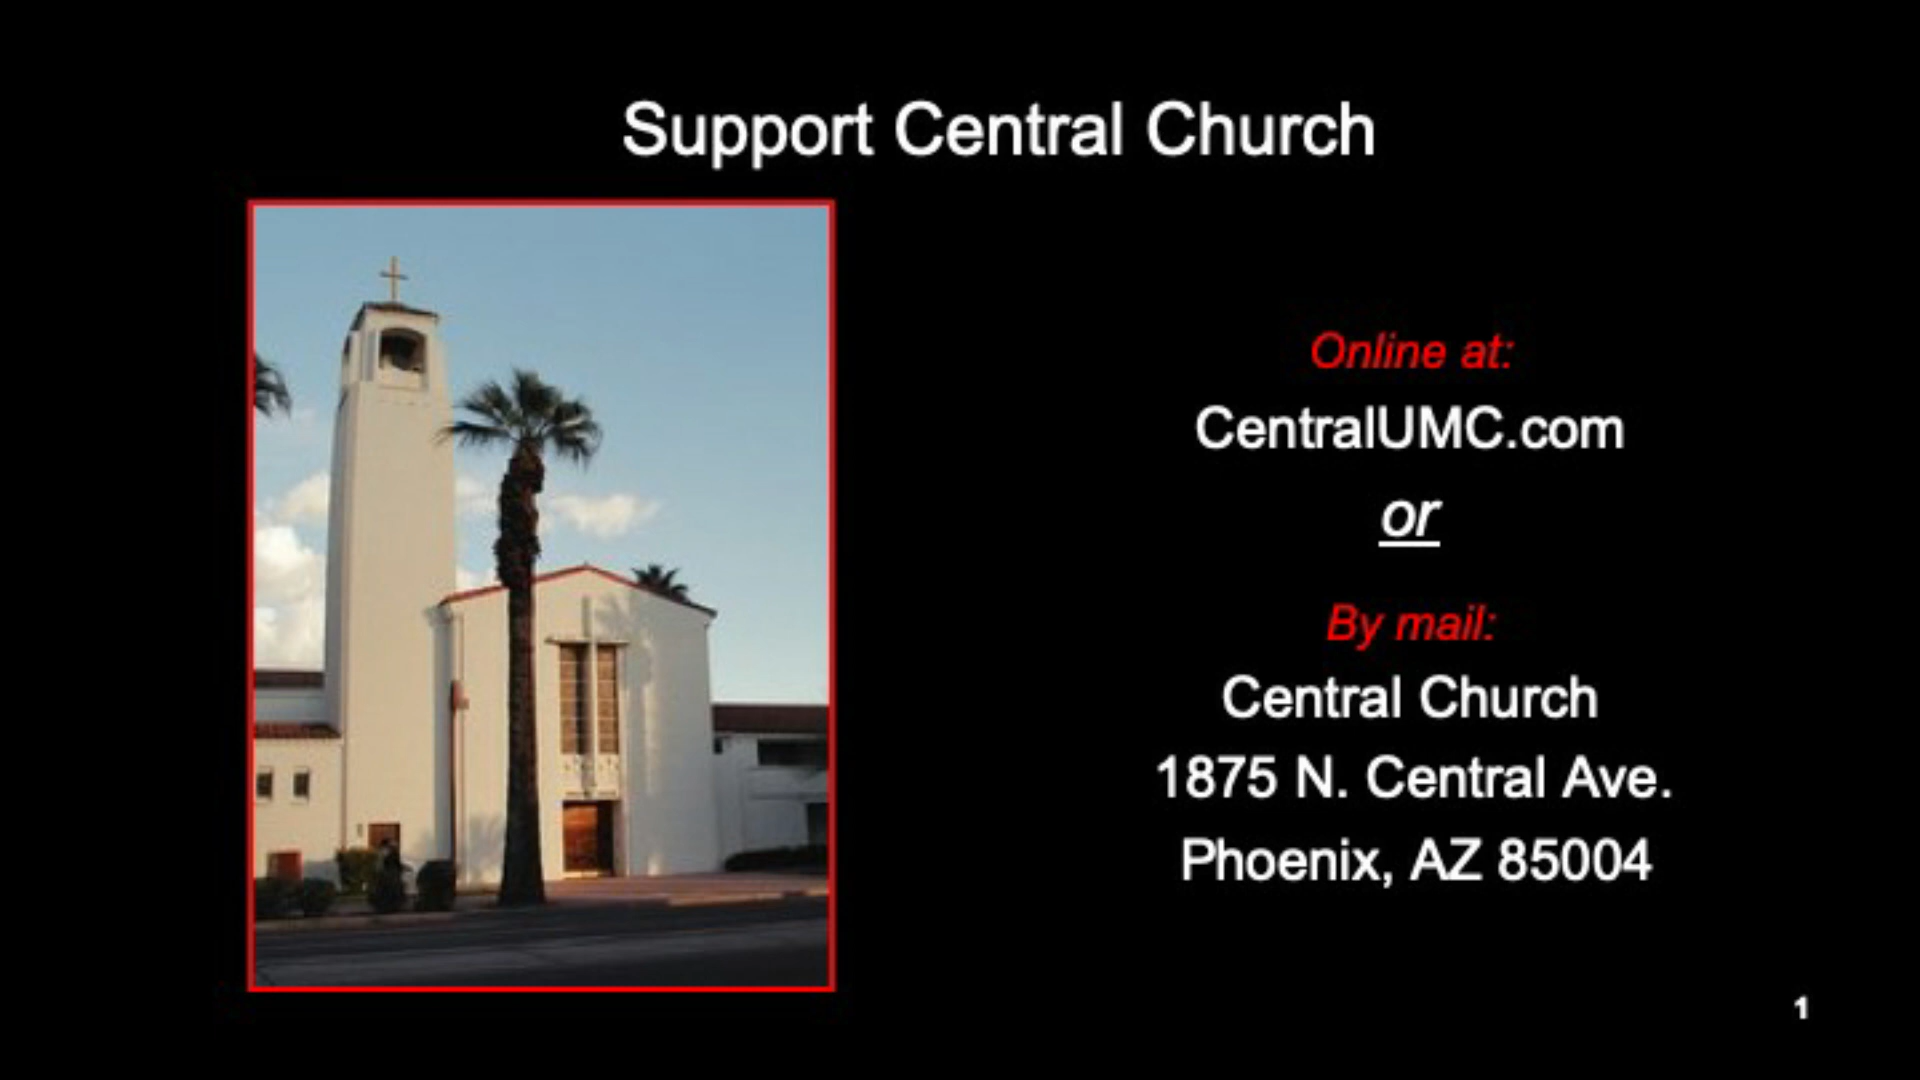 Support Central Church
Online at:
CentralUMC.com
or
By mail:
Central Church
1875 N. Central Ave.
Phoenix, AZ 85004
1